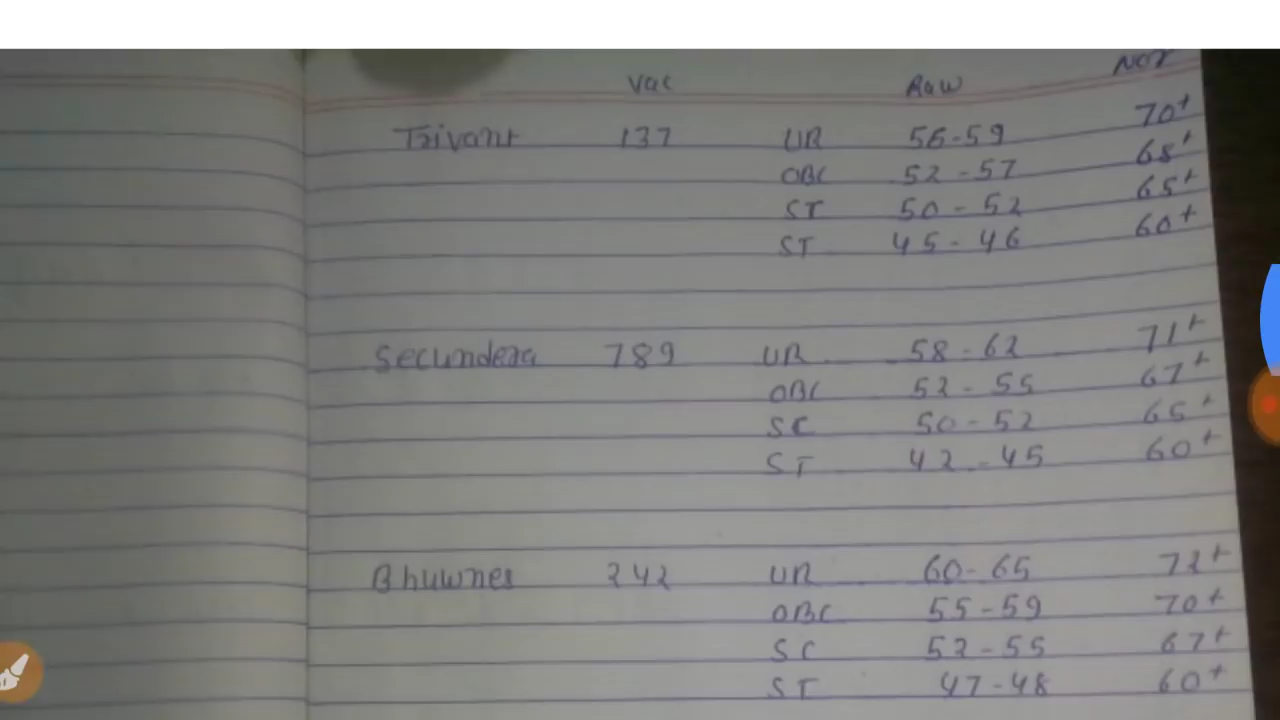 Vac Raw Nor
Trivant 137 UR 56-59 70+
OBC 52-57 68+
ST 50-52 65+
ST 45-46 60+
Secundera 789 UR 58-62 71+
OBC 52-55 67+
SC 50-52 65+
ST 42-45 60+
Bhuwnes 242 UR 60-65 72+
OBC 55-59 70+
SC 52-55 67+
ST 47-48 60+